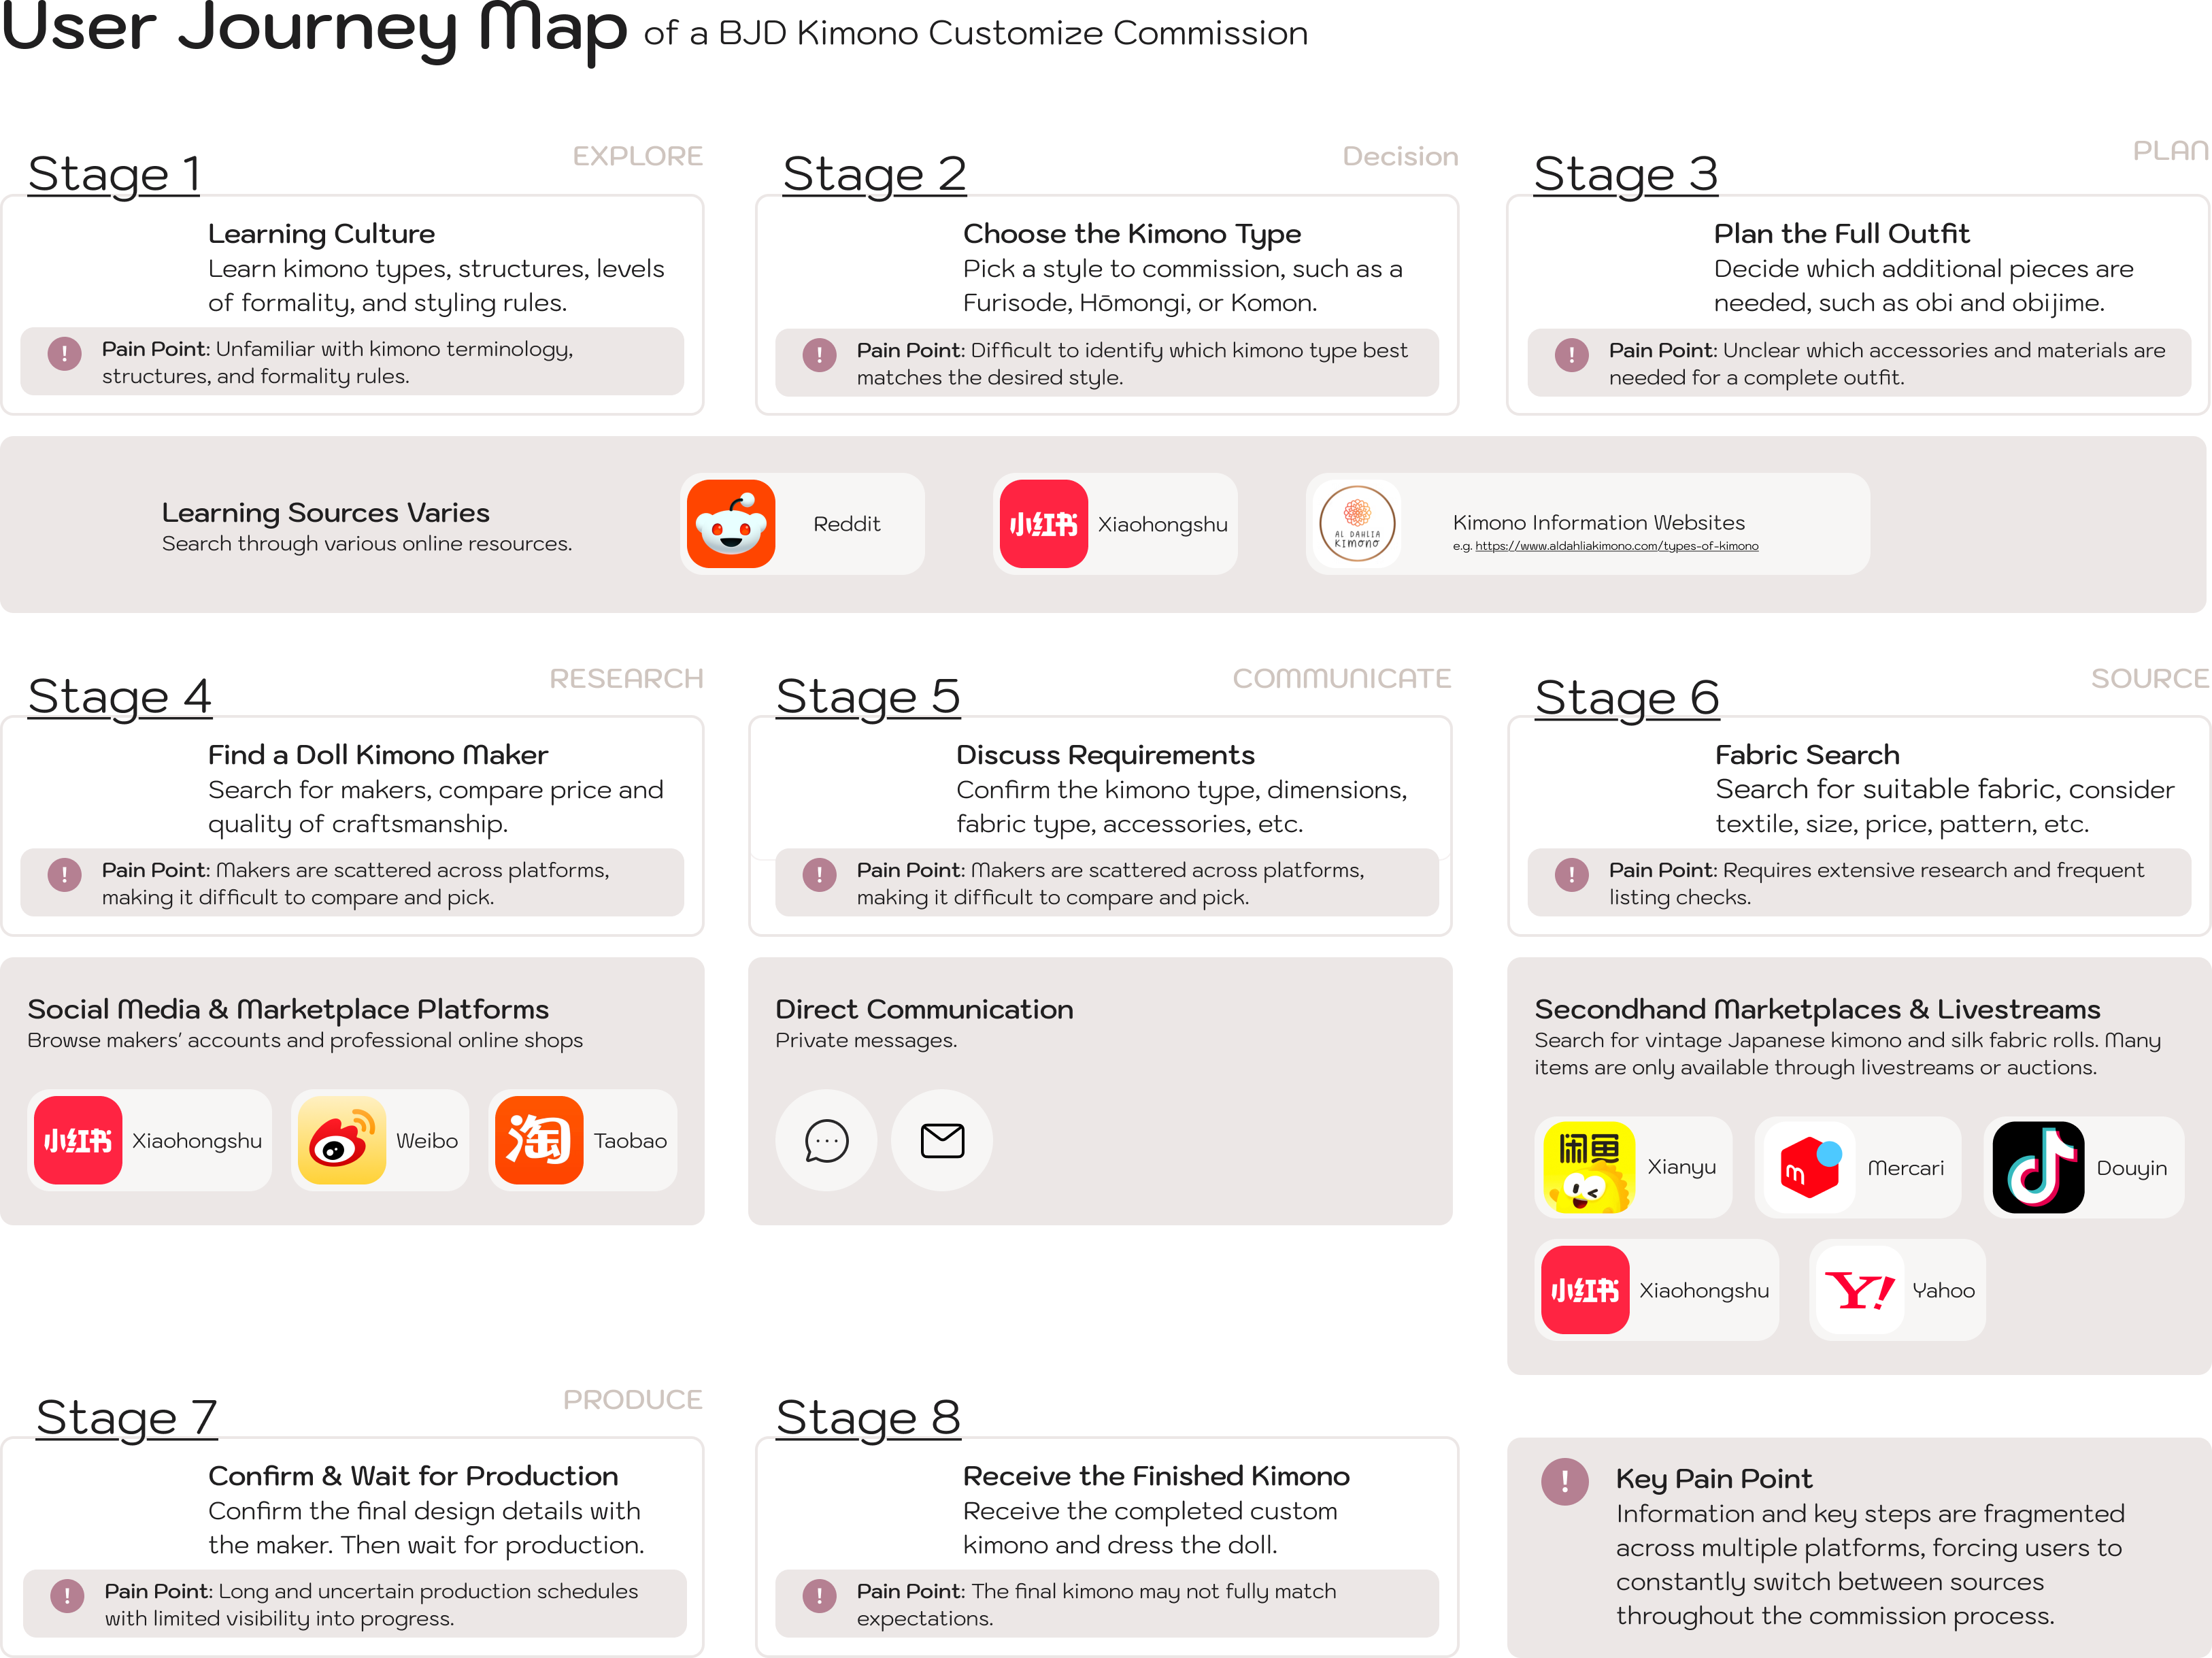 User Journey Map of a BJD Kimono Customize Commission
Stage 1
EXPLORE
Learning Culture
Learn kimono types, structures, levels
of formality, and styling rules.
!
Pain Point: Unfamiliar with kimono terminology,
structures, and formality rules.
Stage 2
Decision
Choose the Kimono Type
Pick a style to commission, such as a
Furisode, Hōmongi, or Komon.
!
Pain Point: Difficult to identify which kimono type best
matches the desired style.
Stage 3
PLAN
Plan the Full Outfit
Decide which additional pieces are
needed, such as obi and obijime.
!
Pain Point: Unclear which accessories and materials are
needed for a complete outfit.
Learning Sources Varies
Search through various online resources.
Reddit
小红书
Xiaohongshu
AL DAHLIA
KIMONO
Kimono Information Websites
e.g. https://www.aldahliakimono.com/types-of-kimono
Stage 4
RESEARCH
Find a Doll Kimono Maker
Search for makers, compare price and
quality of craftsmanship.
!
Pain Point: Makers are scattered across platforms,
making it difficult to compare and pick.
Stage 5
COMMUNICATE
Discuss Requirements
Confirm the kimono type, dimensions,
fabric type, accessories, etc.
!
Pain Point: Makers are scattered across platforms,
making it difficult to compare and pick.
Stage 6
SOURCE
Fabric Search
Search for suitable fabric, consider
textile, size, price, pattern, etc.
!
Pain Point: Requires extensive research and frequent
listing checks.
Social Media & Marketplace Platforms
Browse makers' accounts and professional online shops
小红书
Xiaohongshu
Weibo
淘
Taobao
Direct Communication
Private messages.
Secondhand Marketplaces & Livestreams
Search for vintage Japanese kimono and silk fabric rolls. Many
items are only available through livestreams or auctions.
闲鱼
Xianyu
m
Mercari
Douyin
小红书
Xiaohongshu
Y!
Yahoo
Stage 7
PRODUCE
Confirm & Wait for Production
Confirm the final design details with
the maker. Then wait for production.
!
Pain Point: Long and uncertain production schedules
with limited visibility into progress.
Stage 8
Receive the Finished Kimono
Receive the completed custom
kimono and dress the doll.
!
Pain Point: The final kimono may not fully match
expectations.
!
Key Pain Point
Information and key steps are fragmented
across multiple platforms, forcing users to
constantly switch between sources
throughout the commission process.